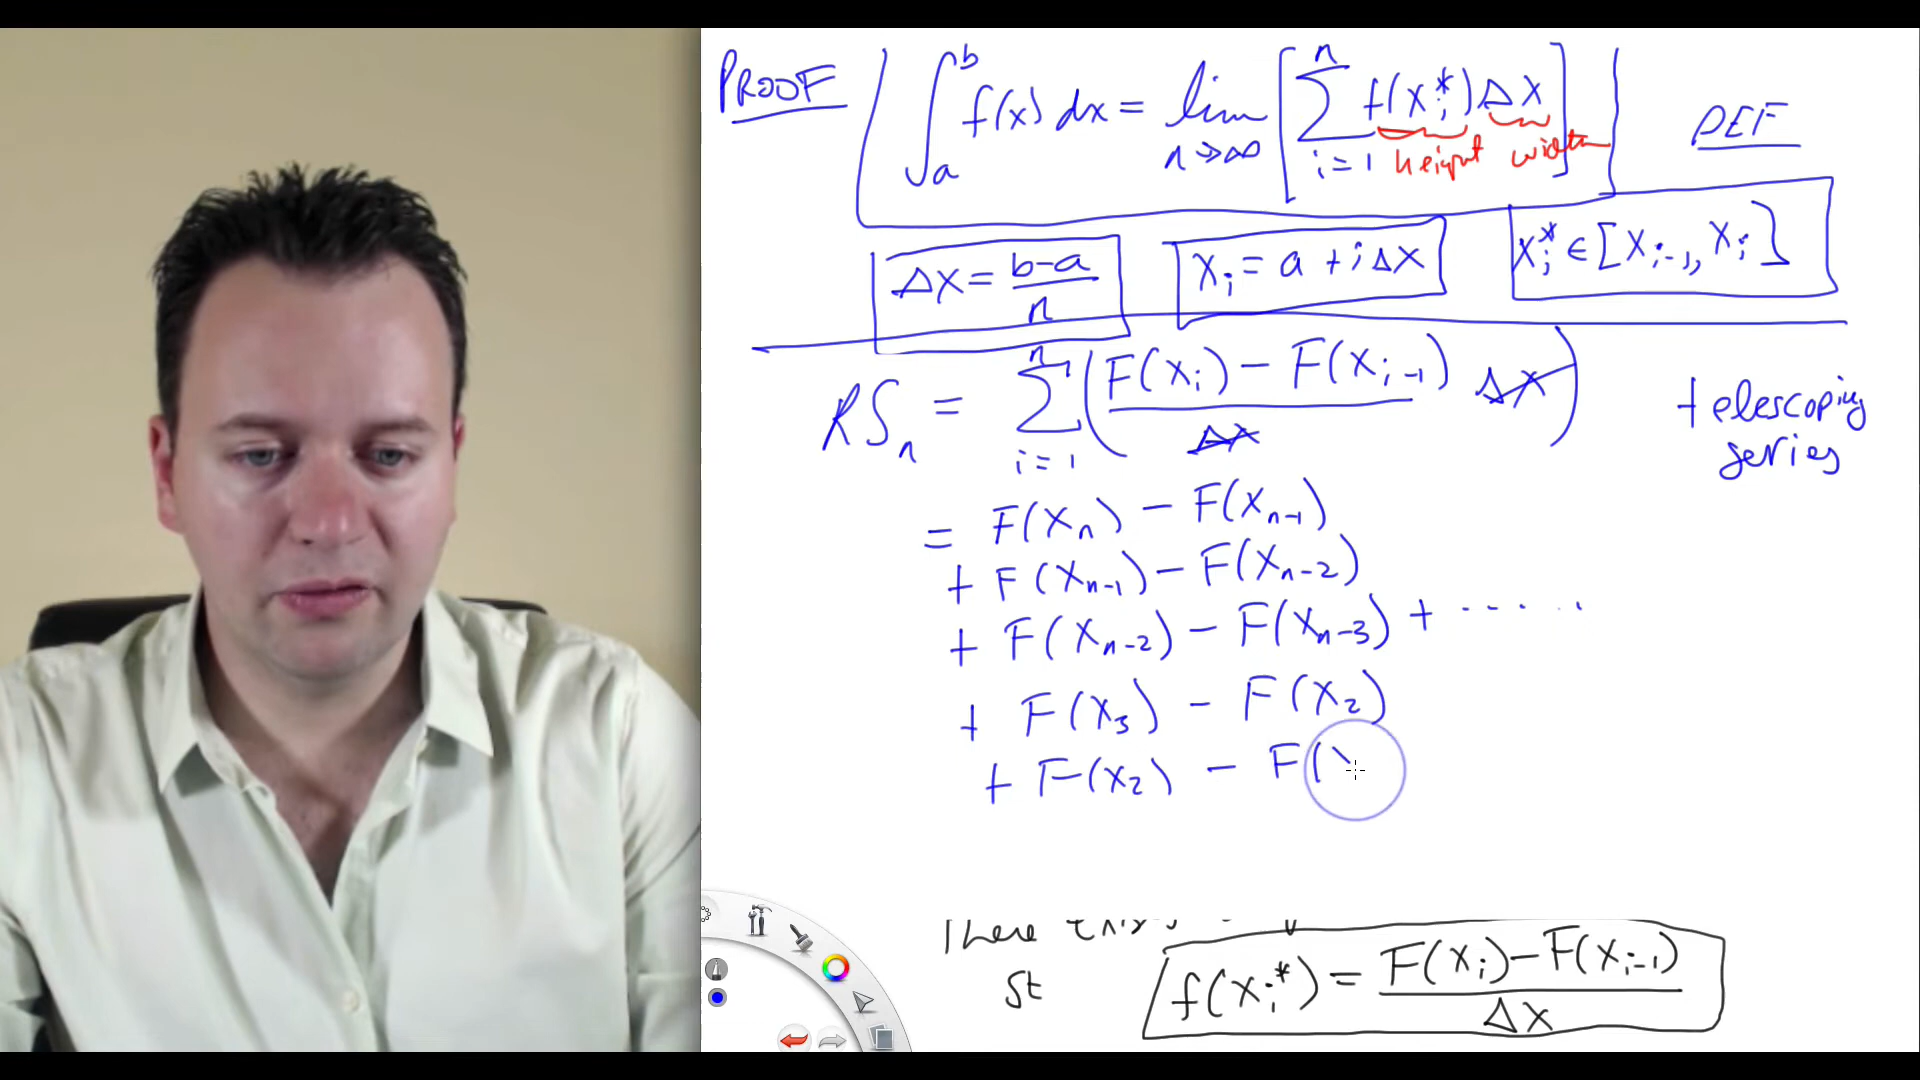 PROOF ∫_a^b f(x) dx = lim_{n→∞} [∑_{i=1}^n f(x_i^*) Δx] DEF
height width
Δx = (b-a)/n x_i = a + iΔx x_i^* ∈ [x_{i-1}, x_i]
RS_n = ∑_{i=1}^n ((F(x_i) - F(x_{i-1}))/Δx Δx) telescoping
series
= F(x_n) - F(x_{n-1})
+ F(x_{n-1}) - F(x_{n-2})
+ F(x_{n-2}) - F(x_{n-3}) + ......
+ F(x_3) - F(x_2)
+ F(x_2) - F(
There
St f(x_i^*) = (F(x_i) - F(x_{i-1}))/Δx